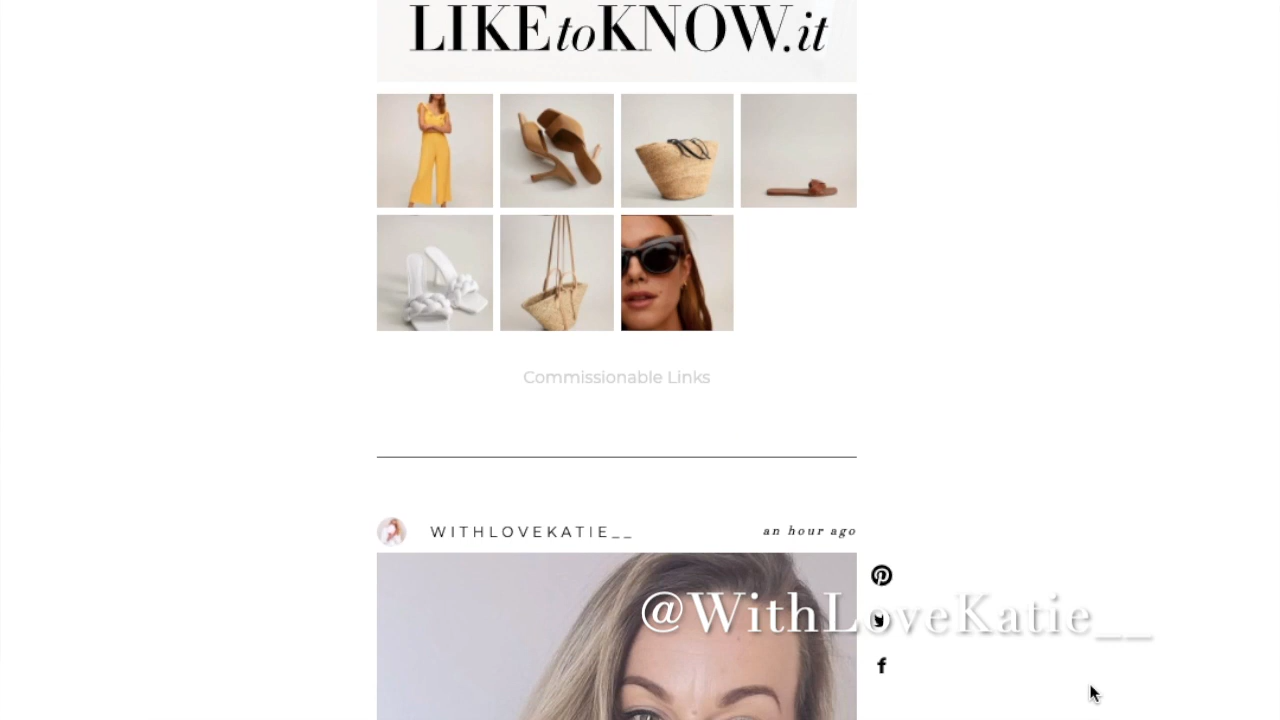 LIKEtoKNOW.it
Commissionable Links
WITHLOVEKATIE__
an hour ago
@WithLoveKatie__